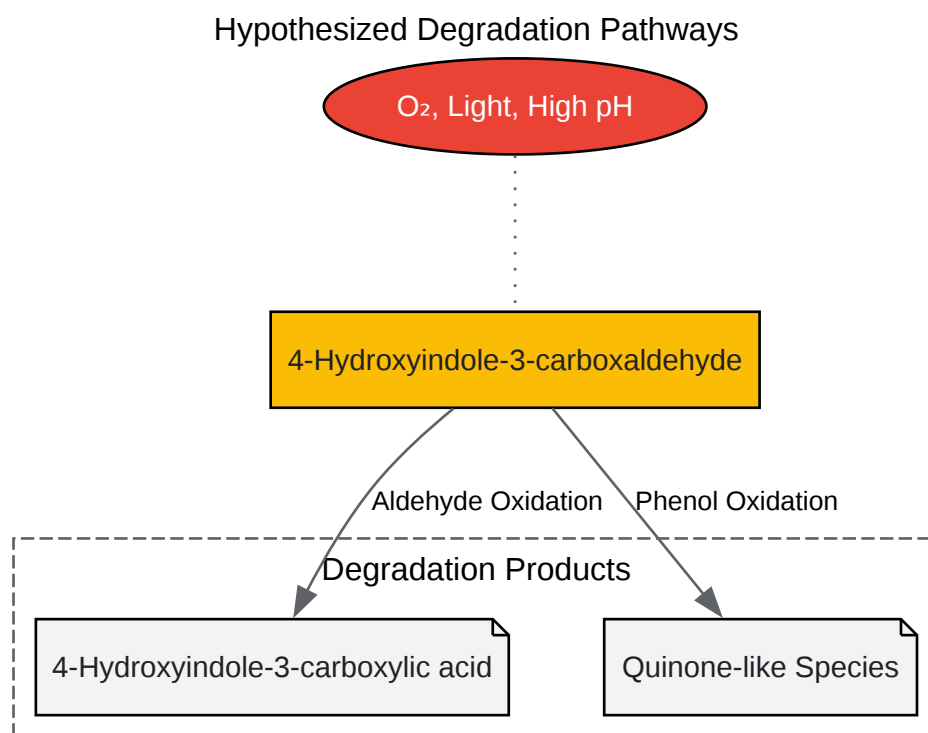 Hypothesized Degradation Pathways
O₂, Light, High pH
4-Hydroxyindole-3-carboxaldehyde
Aldehyde Oxidation
Phenol Oxidation
Degradation Products
4-Hydroxyindole-3-carboxylic acid
Quinone-like Species